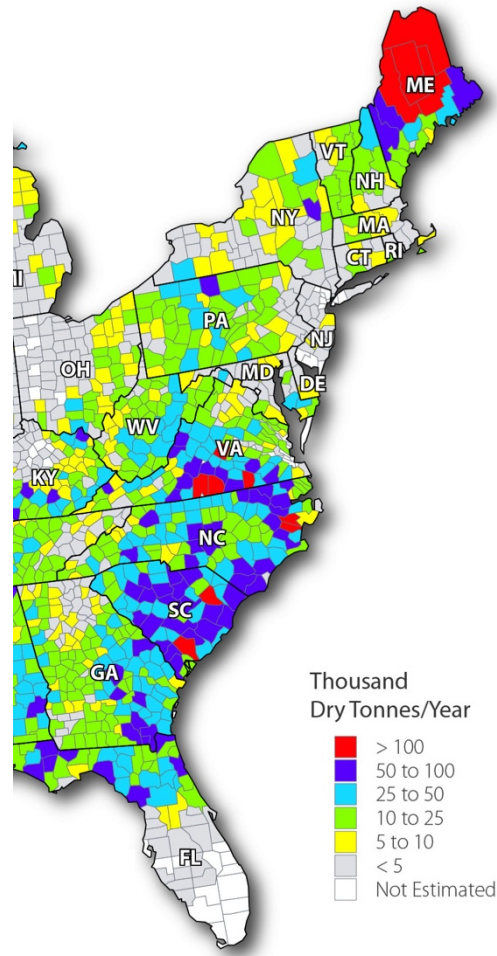 ME
VT
NH
NY
MA
CT
RI
PA
NJ
OH
MD
DE
WV
VA
KY
NC
SC
GA
FL
Thousand
Dry Tonnes/Year
> 100
50 to 100
25 to 50
10 to 25
5 to 10
< 5
Not Estimated